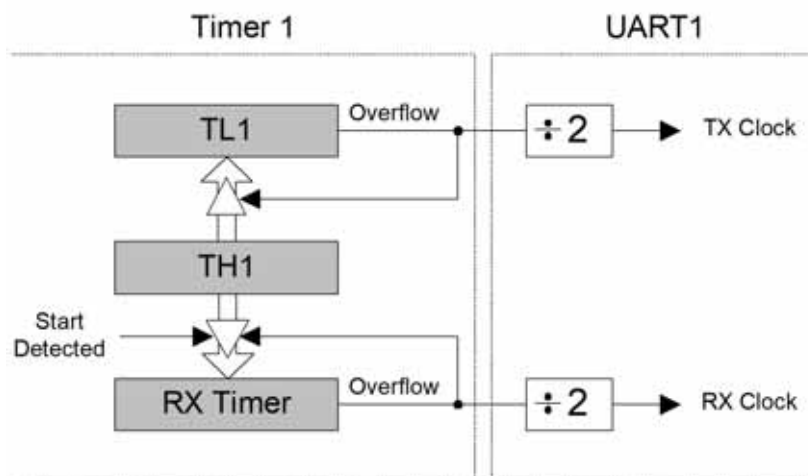 Timer 1
UART1
TL1
Overflow
÷2
TX Clock
TH1
Start
Detected
RX Timer
Overflow
÷2
RX Clock